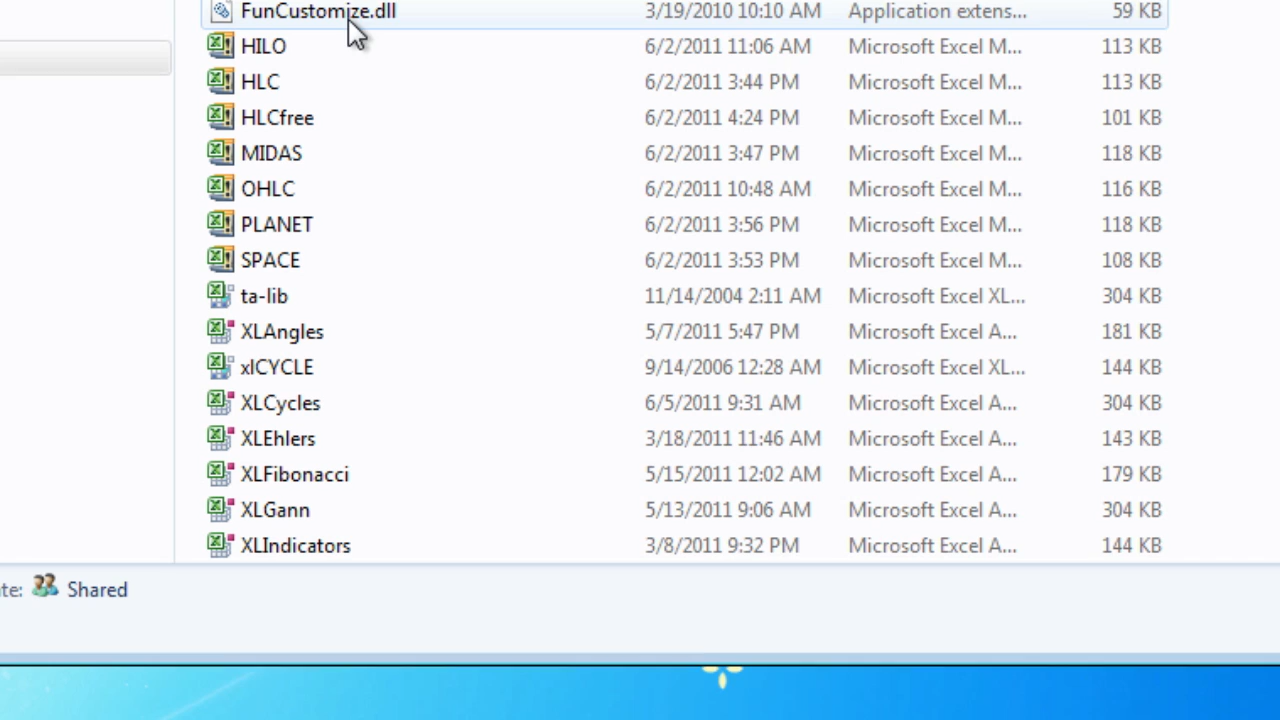 FunCustomize.dll 3/19/2010 10:10 AM Application extens... 59 KB
HILO 6/2/2011 11:06 AM Microsoft Excel M... 113 KB
HLC 6/2/2011 3:44 PM Microsoft Excel M... 113 KB
HLCfree 6/2/2011 4:24 PM Microsoft Excel M... 101 KB
MIDAS 6/2/2011 3:47 PM Microsoft Excel M... 118 KB
OHLC 6/2/2011 10:48 AM Microsoft Excel M... 116 KB
PLANET 6/2/2011 3:56 PM Microsoft Excel M... 118 KB
SPACE 6/2/2011 3:53 PM Microsoft Excel M... 108 KB
ta-lib 11/14/2004 2:11 AM Microsoft Excel XL... 304 KB
XLAngles 5/7/2011 5:47 PM Microsoft Excel A... 181 KB
xlCYCLE 9/14/2006 12:28 AM Microsoft Excel XL... 144 KB
XLCycles 6/5/2011 9:31 AM Microsoft Excel A... 304 KB
XLEhlers 3/18/2011 11:46 AM Microsoft Excel A... 143 KB
XLFibonacci 5/15/2011 12:02 AM Microsoft Excel A... 179 KB
XLGann 5/13/2011 9:06 AM Microsoft Excel A... 304 KB
XLIndicators 3/8/2011 9:32 PM Microsoft Excel A... 144 KB
te: Shared